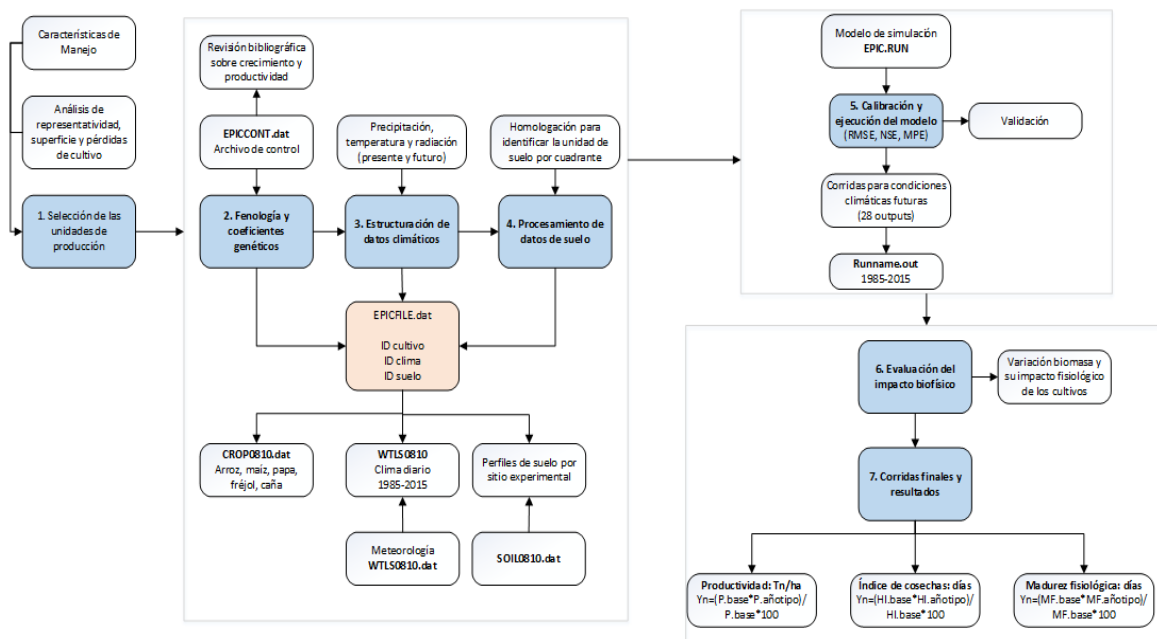 Características de
Manejo
Análisis de
representatividad,
superficie y pérdidas
de cultivo
1. Selección de las
unidades de
producción
Revisión bibliográfica
sobre crecimiento y
productividad
EPICCONT.dat
Archivo de control
2. Fenología y
coeficientes
genéticos
Precipitación,
temperatura y radiación
(presente y futuro)
3. Estructuración de
datos climáticos
Homologación para
identificar la unidad de
suelo por cuadrante
4. Procesamiento de
datos de suelo
EPICFILE.dat
ID cultivo
ID clima
ID suelo
CROP0810.dat
Arroz, maíz, papa,
fréjol, caña
WTLS0810
Clima diario
1985-2015
Perfiles de suelo por
sitio experimental
Meteorología
WTLS0810.dat
SOIL0810.dat
Modelo de simulación
EPIC.RUN
5. Calibración y
ejecución del modelo
(RMSE, NSE, MPE)
Validación
Corridas para condiciones
climáticas futuras
(28 outputs)
Runname.out
1985-2015
6. Evaluación del
impacto biofísico
Variación biomasa y
su impacto fisiológico
de los cultivos
7. Corridas finales y
resultados
Productividad: Tn/ha
Yn=(P.base*P.añotipo)/
P.base*100
Índice de cosechas: días
Yn=(HI.base*HI.añotipo)/
HI.base*100
Madurez fisiológica: días
Yn=(MF.base*MF.añotipo)/
MF.base*100